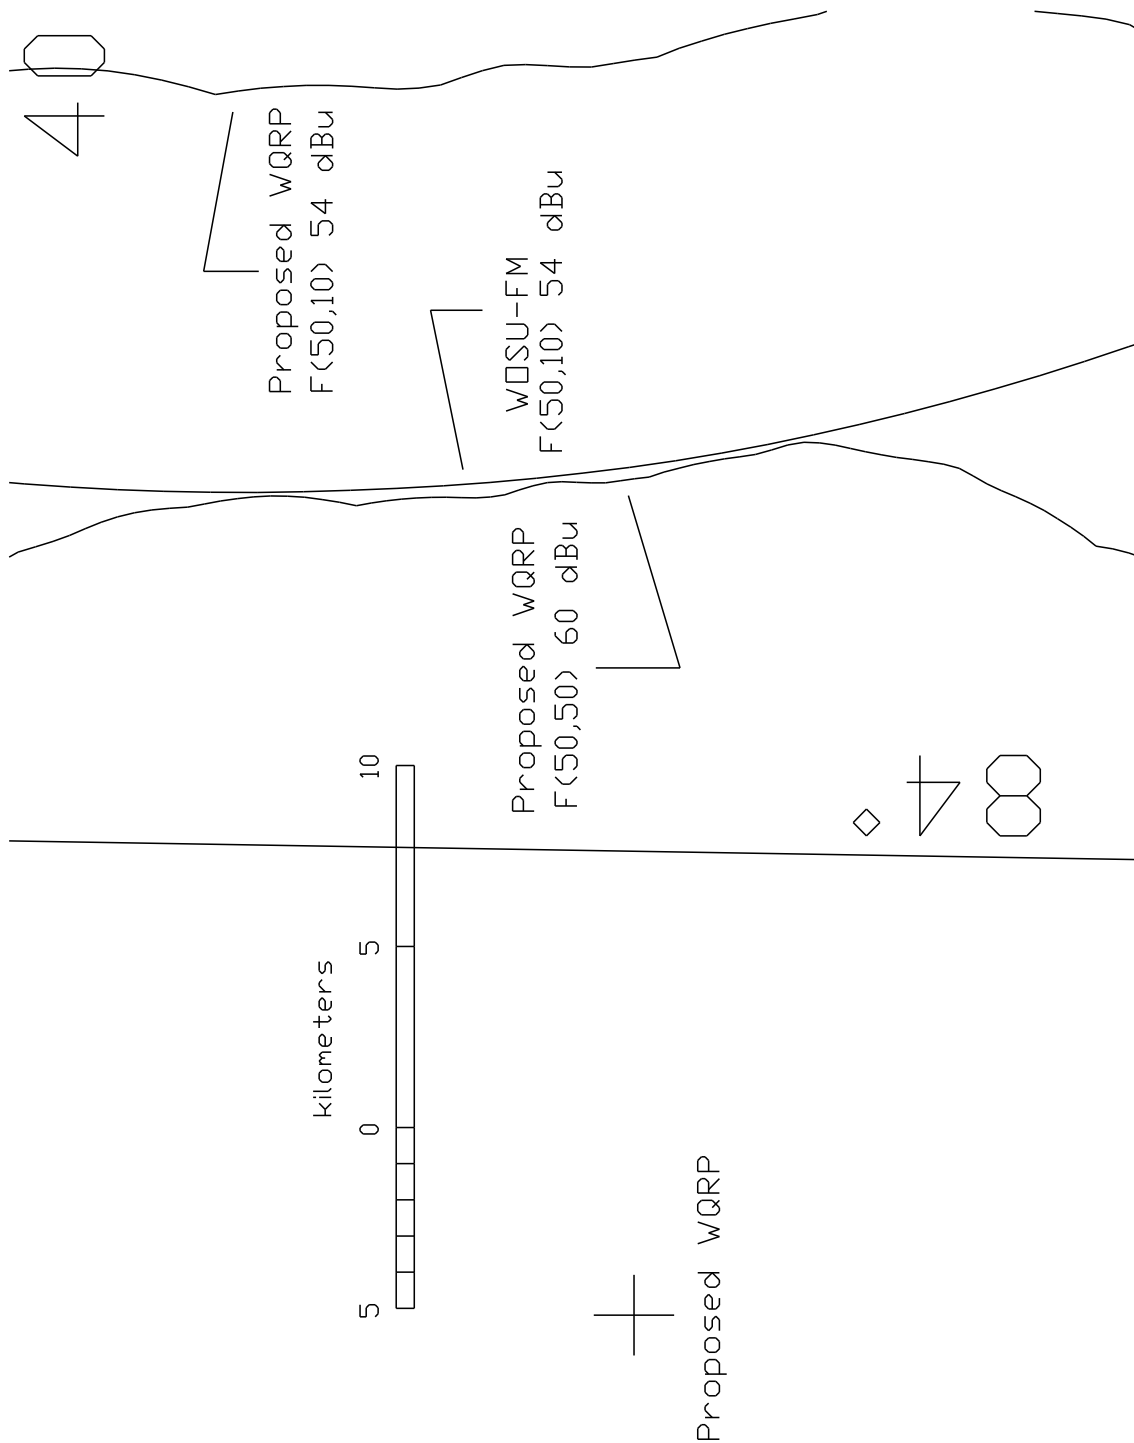 40
Proposed WQRP
F(50,10) 54 dBu
WOSU-FM
F(50,10) 54 dBu
Proposed WQRP
F(50,50) 60 dBu
kilometers
5 0 5 10
84°
Proposed WQRP